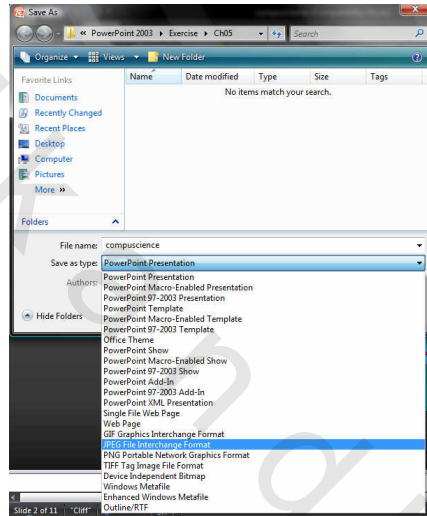 Save As
« PowerPoint 2003 ▸ Exercise ▸ Ch05
Search
Organize Views New Folder
Favorite Links
Name Date modified Type Size Tags
No items match your search.
Documents
Recently Changed
Recent Places
Desktop
Computer
Pictures
More »
Folders
File name: compuscience
Save as type: PowerPoint Presentation
Authors:
Hide Folders
PowerPoint Presentation
PowerPoint Macro-Enabled Presentation
PowerPoint 97-2003 Presentation
PowerPoint Template
PowerPoint Macro-Enabled Template
PowerPoint 97-2003 Template
Office Theme
PowerPoint Show
PowerPoint Macro-Enabled Show
PowerPoint 97-2003 Show
PowerPoint Add-In
PowerPoint 97-2003 Add-In
PowerPoint XML Presentation
Single File Web Page
Web Page
GIF Graphics Interchange Format
JPEG File Interchange Format
PNG Portable Network Graphics Format
TIFF Tag Image File Format
Device Independent Bitmap
Windows Metafile
Enhanced Windows Metafile
Outline/RTF
Slide 2 of 11 "Cliff"